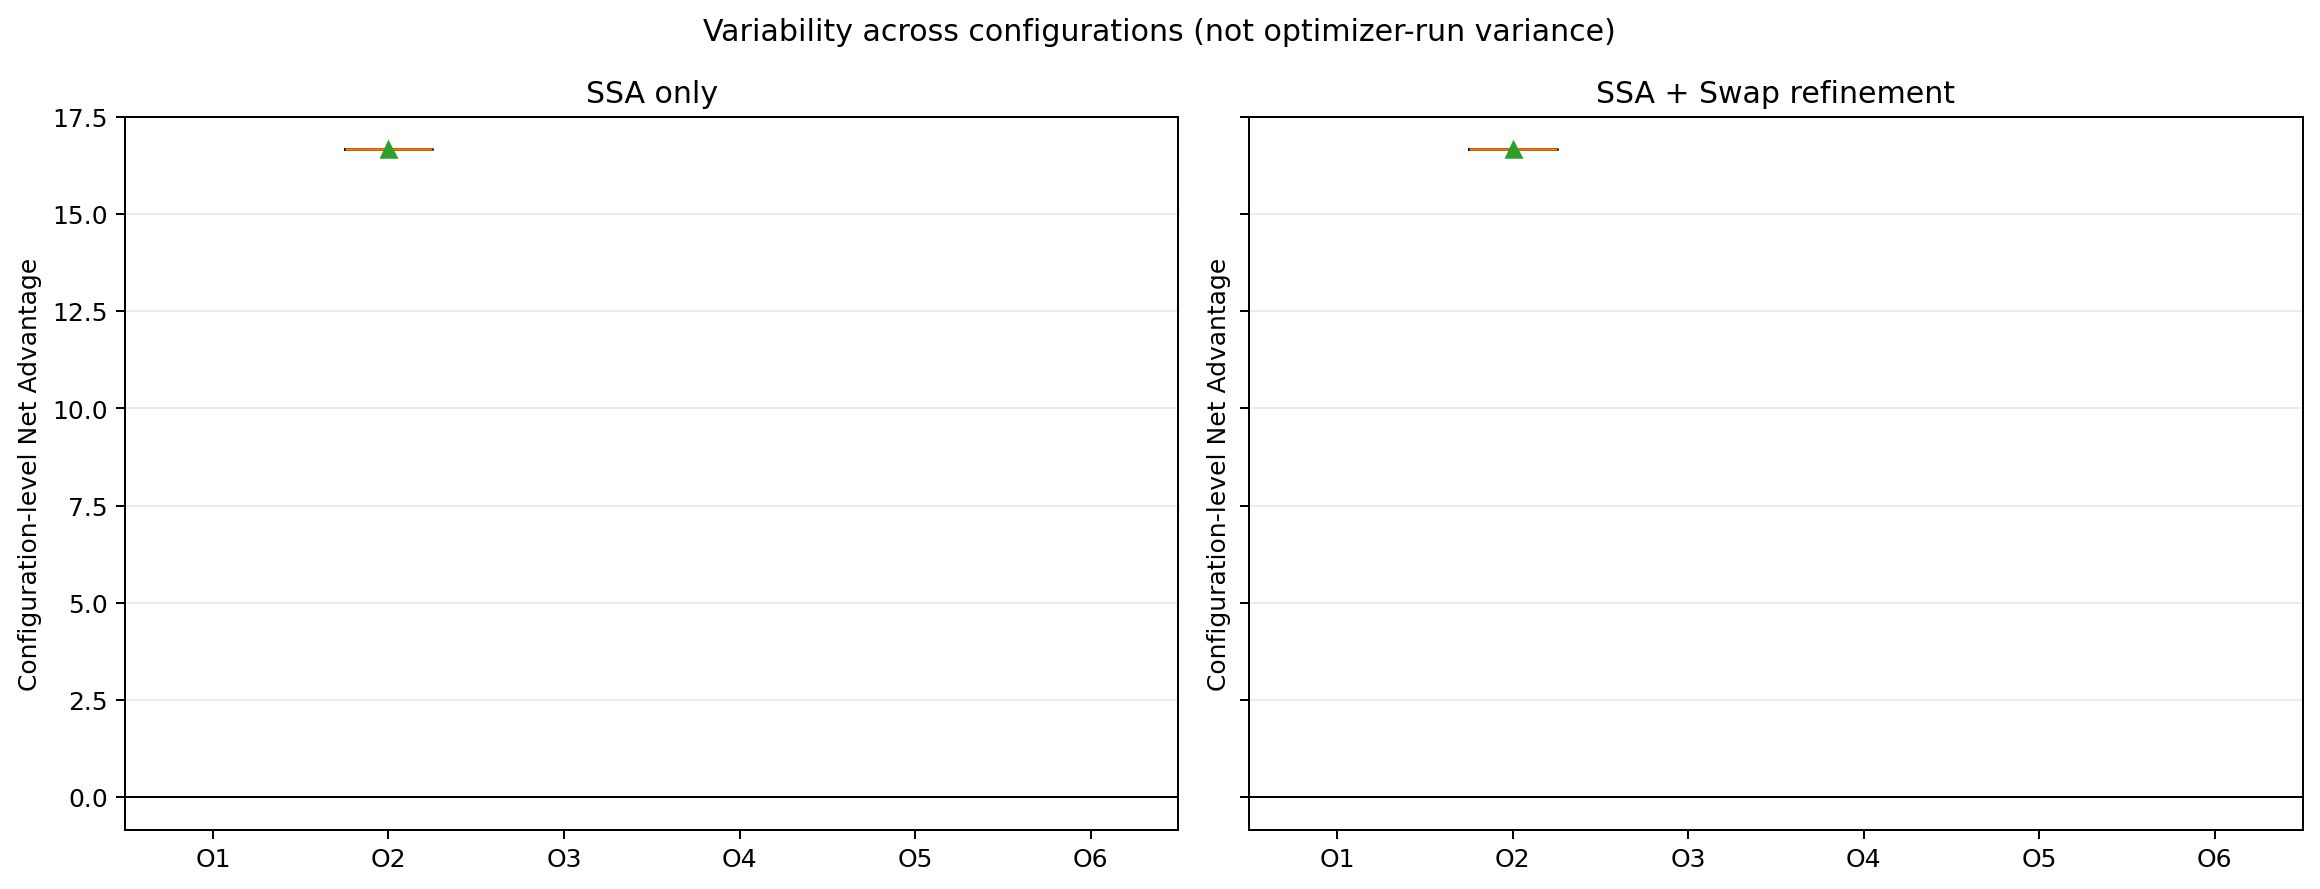 Variability across configurations (not optimizer-run variance)
SSA only
Configuration-level Net Advantage
17.5
15.0
12.5
10.0
7.5
5.0
2.5
0.0
O1 O2 O3 O4 O5 O6
SSA + Swap refinement
Configuration-level Net Advantage
O1 O2 O3 O4 O5 O6